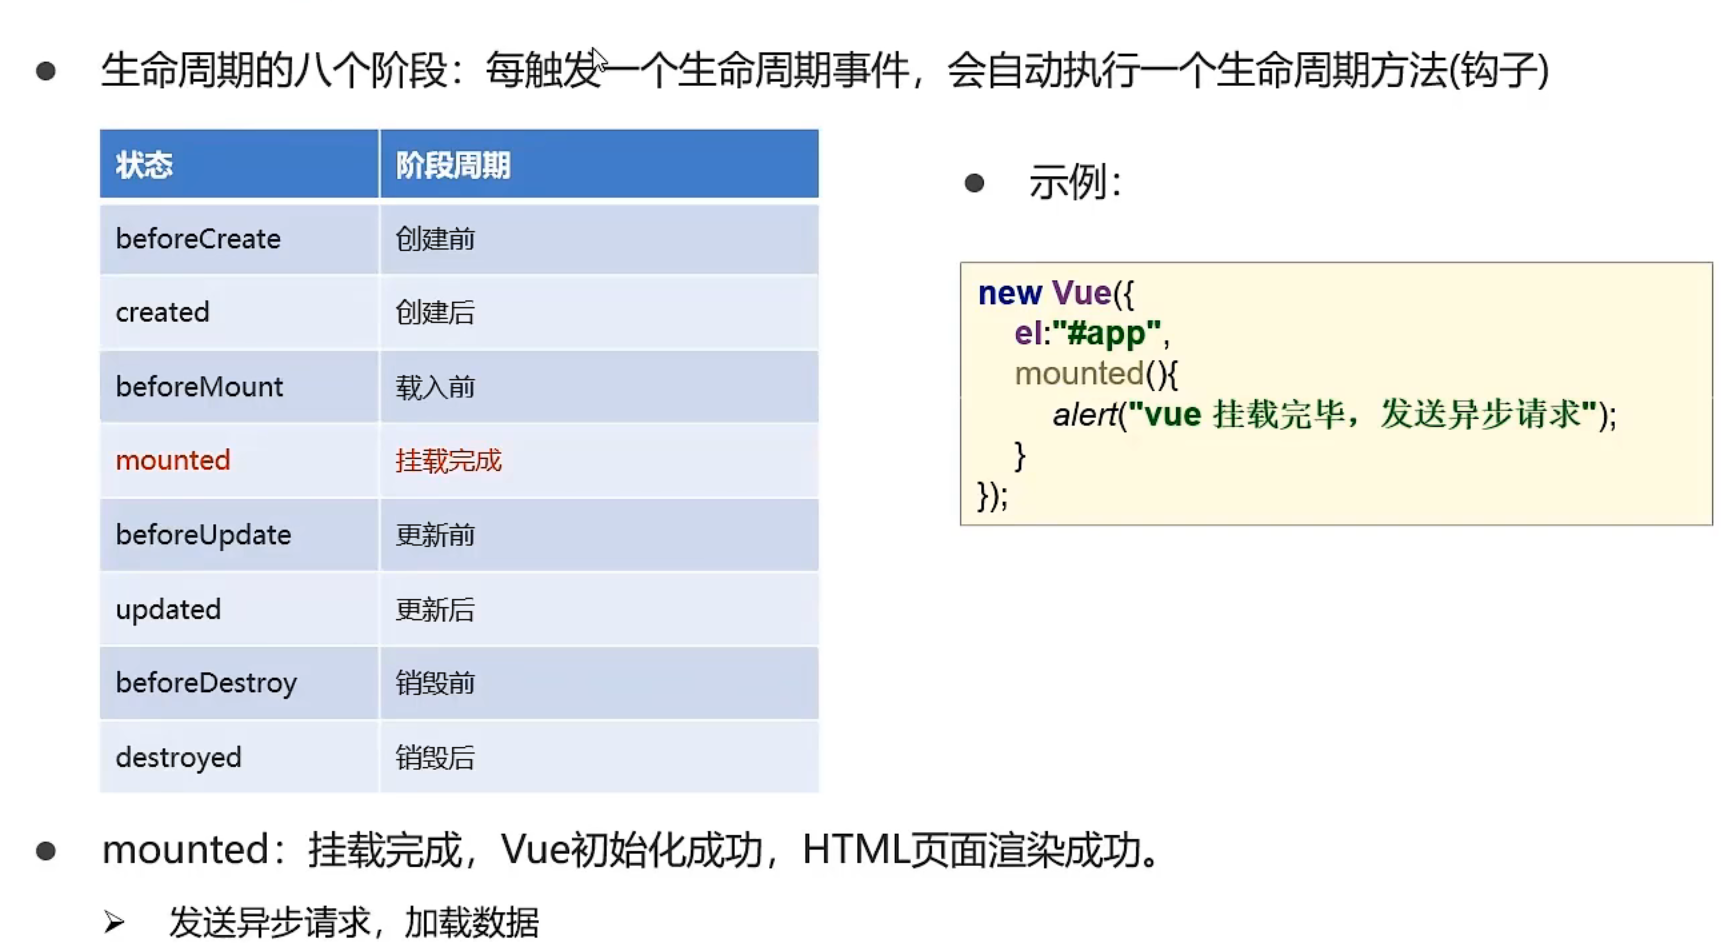 生命周期的八个阶段：每触发一个生命周期事件，会自动执行一个生命周期方法(钩子)
状态 阶段周期
beforeCreate 创建前
created 创建后
beforeMount 载入前
mounted 挂载完成
beforeUpdate 更新前
updated 更新后
beforeDestroy 销毁前
destroyed 销毁后
示例：
new Vue({
el:"#app",
mounted(){
alert("vue 挂载完毕，发送异步请求");
}
});
mounted：挂载完成，Vue初始化成功，HTML页面渲染成功。
发送异步请求，加载数据